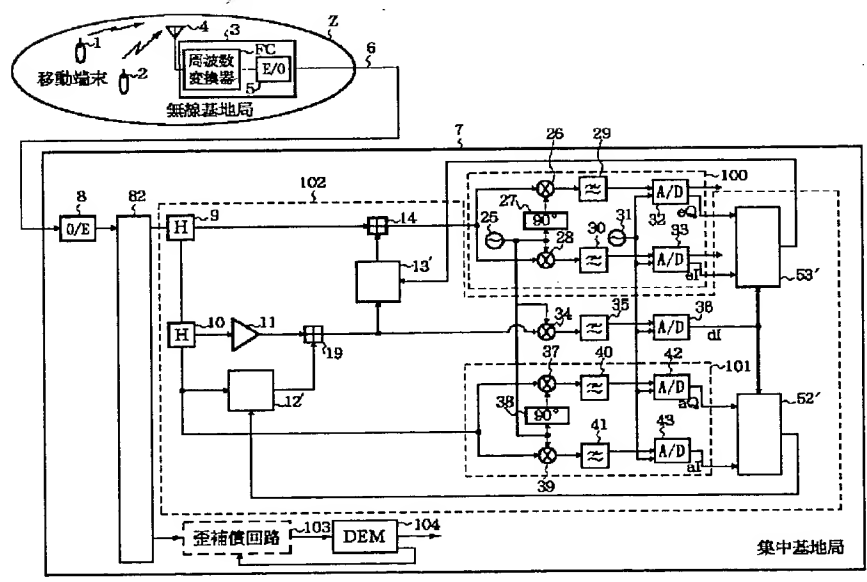 Z
4
3
1
FC
6
周波数
変換器
E/O
移動端末
2
5
無線基地局
7
26
29
8
82
102
100
O/E
H
9
14
27
90°
25
31
A/D
32
eQ
33
28
30
A/D
eI
53′
13′
10
11
35
36
H
34
A/D
dI
19
37
40
42
101
12′
38
90°
A/D
aQ
52′
41
43
A/D
aI
39
歪補償回路
103
DEM
104
集中基地局